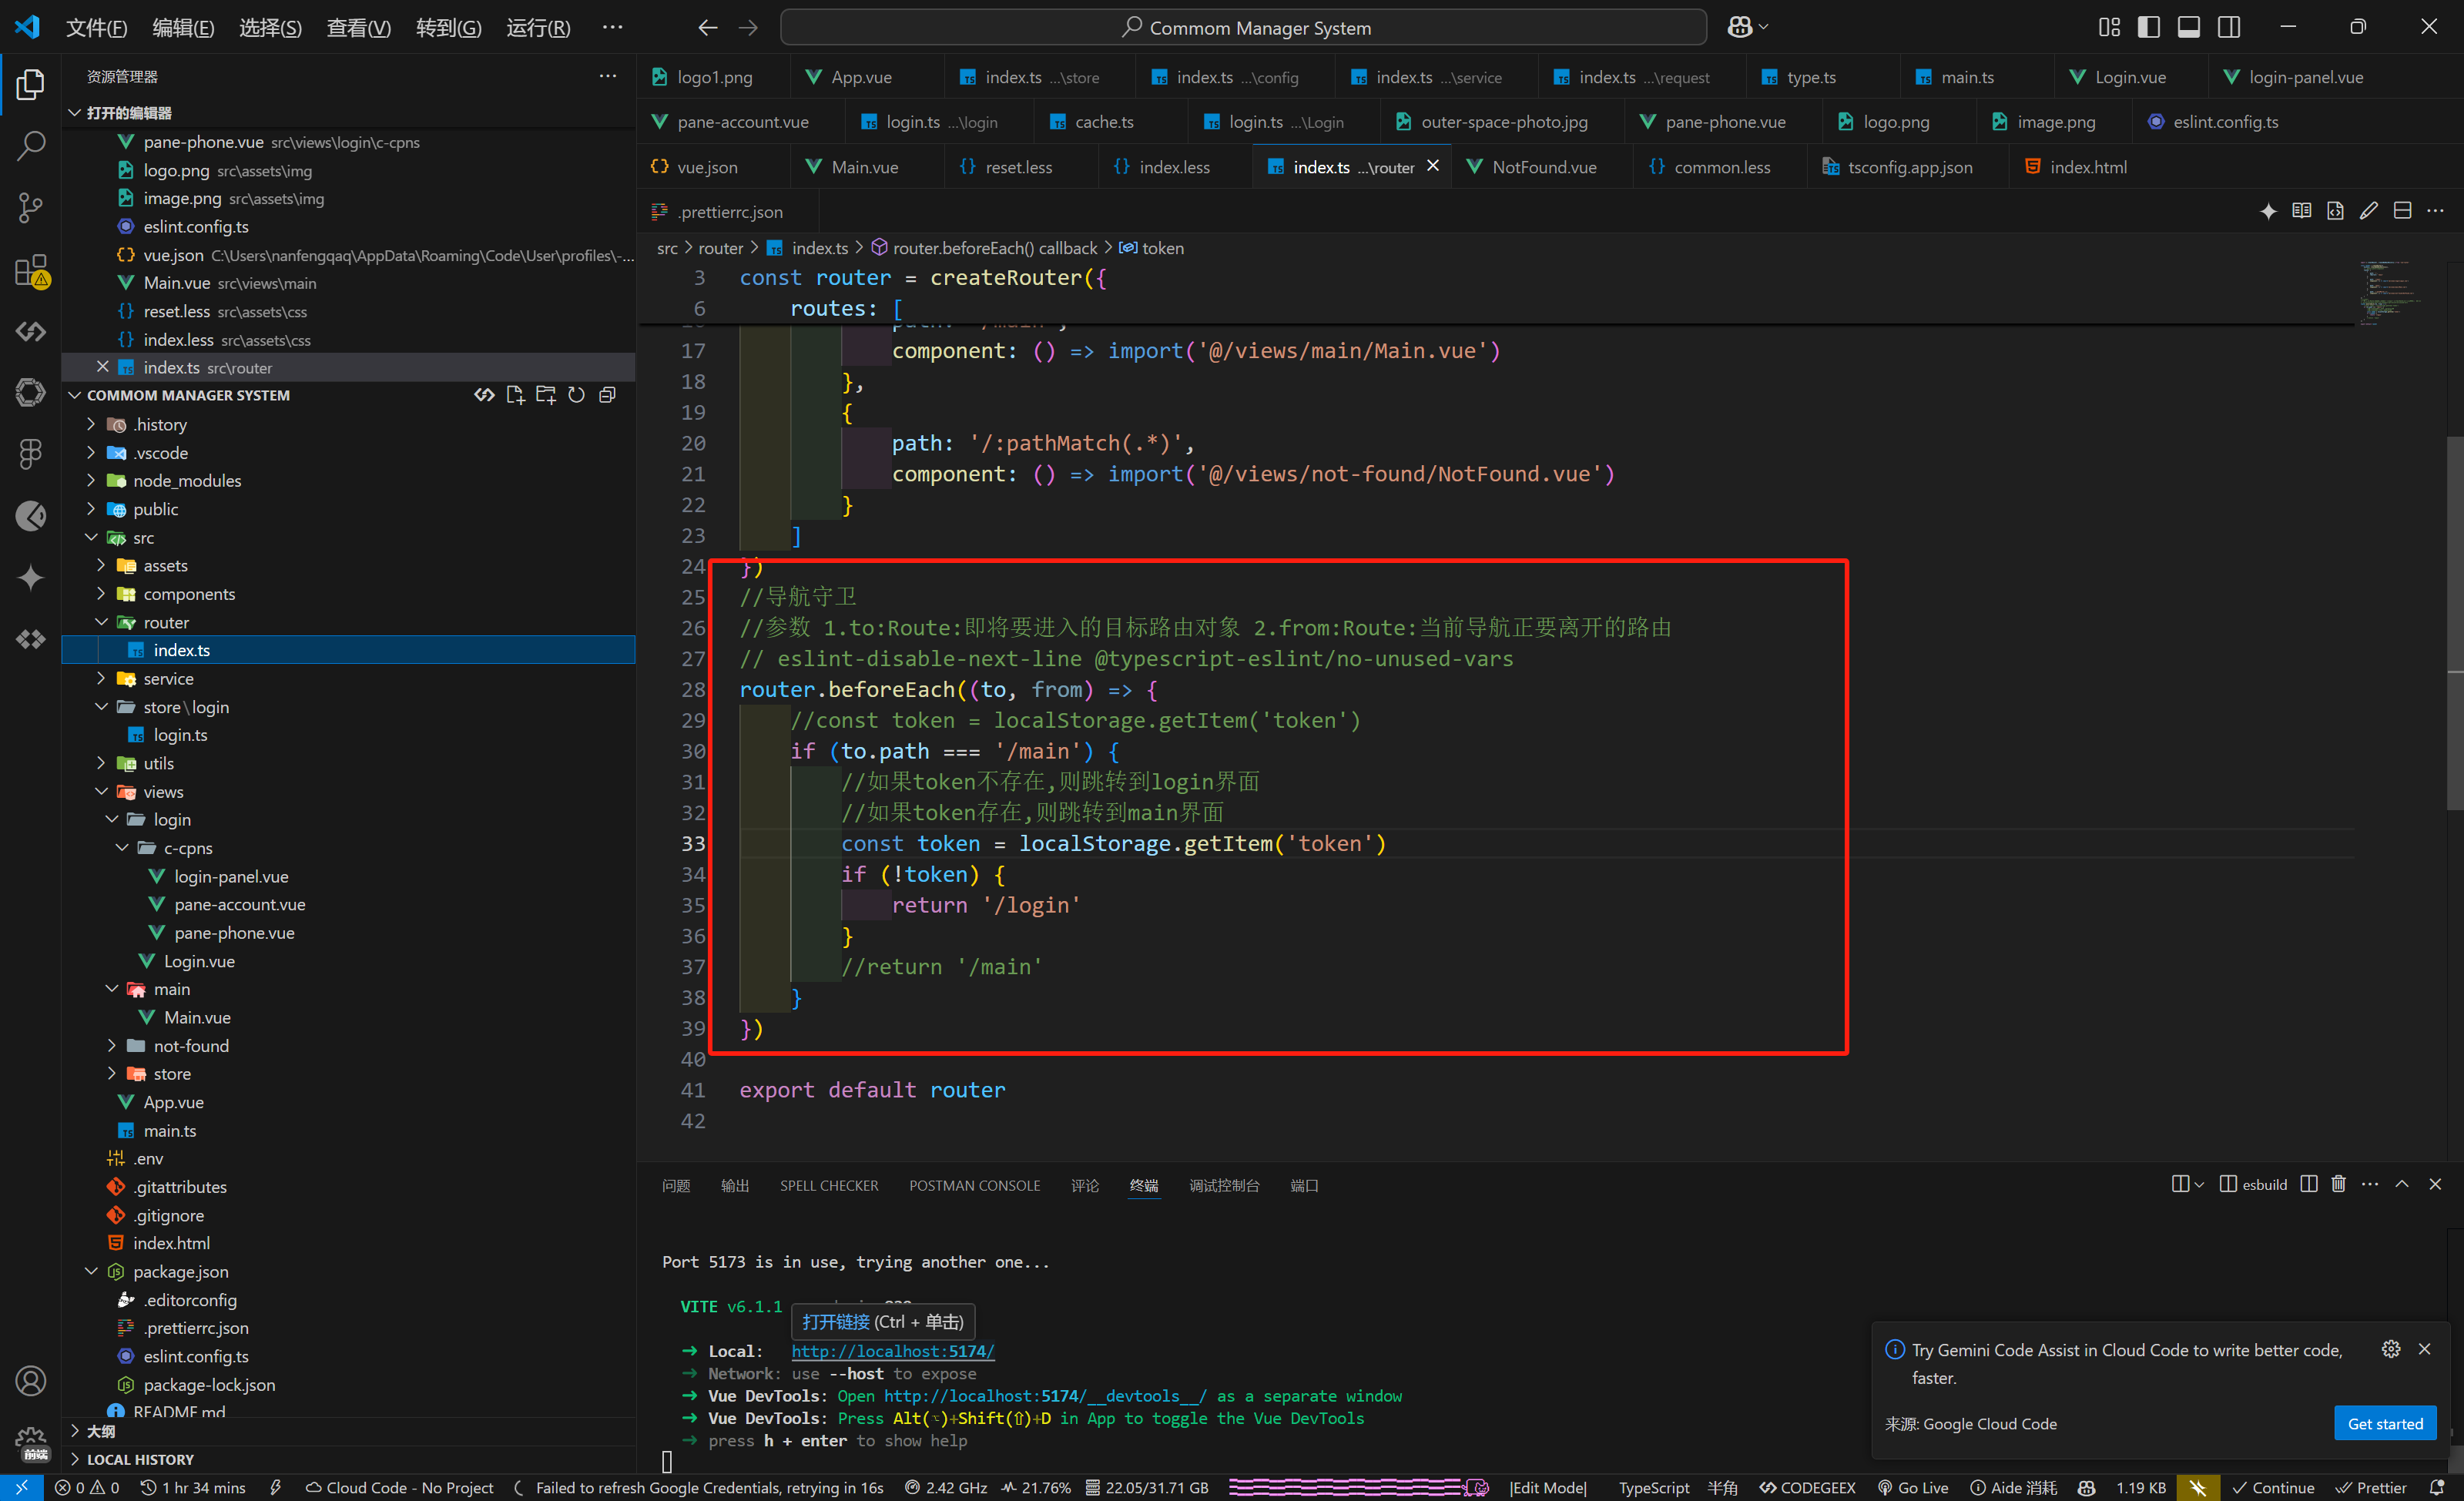 文件(F) 编辑(E) 选择(S) 查看(V) 转到(G) 运行(R) ··· Commom Manager System
资源管理器
打开的编辑器
pane-phone.vue src\views\login\c-cpns
logo.png src\assets\img
image.png src\assets\img
eslint.config.ts
vue.json C:\Users\nanfengqaq\AppData\Roaming\Code\User\profiles\-...
Main.vue src\views\main
reset.less src\assets\css
index.less src\assets\css
index.ts src\router
COMMOM MANAGER SYSTEM
.history
.vscode
node_modules
public
src
assets
components
router
index.ts
service
store\login
login.ts
utils
views
login
c-cpns
login-panel.vue
pane-account.vue
pane-phone.vue
Login.vue
main
Main.vue
not-found
store
App.vue
main.ts
.env
.gitattributes
.gitignore
index.html
package.json
.editorconfig
.prettierrc.json
eslint.config.ts
package-lock.json
README.md
大纲
LOCAL HISTORY
前端
logo1.png App.vue index.ts ...\store index.ts ...\config index.ts ...\service index.ts ...\request type.ts main.ts Login.vue login-panel.vue
pane-account.vue login.ts ...\login cache.ts login.ts ...\Login outer-space-photo.jpg pane-phone.vue logo.png image.png eslint.config.ts
vue.json Main.vue reset.less index.less index.ts ...\router NotFound.vue common.less tsconfig.app.json index.html
.prettierrc.json
src > router > index.ts > router.beforeEach() callback > token
3 const router = createRouter({
6 routes: [
17 component: () => import('@/views/main/Main.vue')
18 },
19 {
20 path: '/:pathMatch(.*)',
21 component: () => import('@/views/not-found/NotFound.vue')
22 }
23 ]
24 })
25 //导航守卫
26 //参数 1.to:Route:即将要进入的目标路由对象 2.from:Route:当前导航正要离开的路由
27 // eslint-disable-next-line @typescript-eslint/no-unused-vars
28 router.beforeEach((to, from) => {
29 //const token = localStorage.getItem('token')
30 if (to.path === '/main') {
31 //如果token不存在,则跳转到login界面
32 //如果token存在,则跳转到main界面
33 const token = localStorage.getItem('token')
34 if (!token) {
35 return '/login'
36 }
37 //return '/main'
38 }
39 })
40
41 export default router
42
问题 输出 SPELL CHECKER POSTMAN CONSOLE 评论 终端 调试控制台 端口 esbuild
Port 5173 is in use, trying another one...
VITE v6.1.1
打开链接 (Ctrl + 单击)
➜ Local: http://localhost:5174/
➜ Network: use --host to expose
➜ Vue DevTools: Open http://localhost:5174/__devtools__/ as a separate window
➜ Vue DevTools: Press Alt(⌥)+Shift(⇧)+D in App to toggle the Vue DevTools
➜ press h + enter to show help
Try Gemini Code Assist in Cloud Code to write better code,
faster.
来源: Google Cloud Code
Get started
0 0 1 hr 34 mins Cloud Code - No Project Failed to refresh Google Credentials, retrying in 16s 2.42 GHz 21.76% 22.05/31.71 GB |Edit Mode| TypeScript 半角 CODEGEEX Go Live Aide 消耗 1.19 KB Continue Prettier